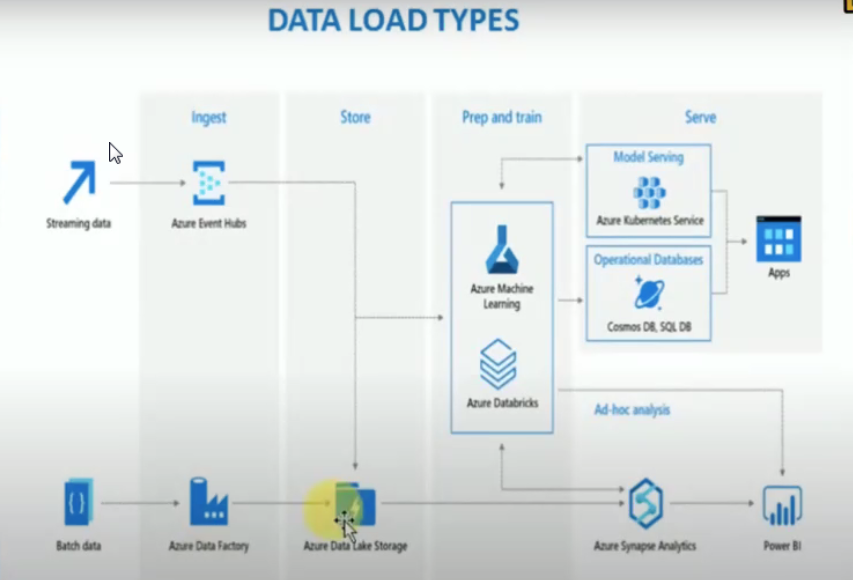 DATA LOAD TYPES
Ingest
Store
Prep and train
Serve
Streaming data
Azure Event Hubs
Model Serving
Azure Kubernetes Service
Apps
Azure Machine
Learning
Operational Databases
Cosmos DB, SQL DB
Azure Databricks
Ad-hoc analysis
Batch data
Azure Data Factory
Azure Data Lake Storage
Azure Synapse Analytics
Power BI